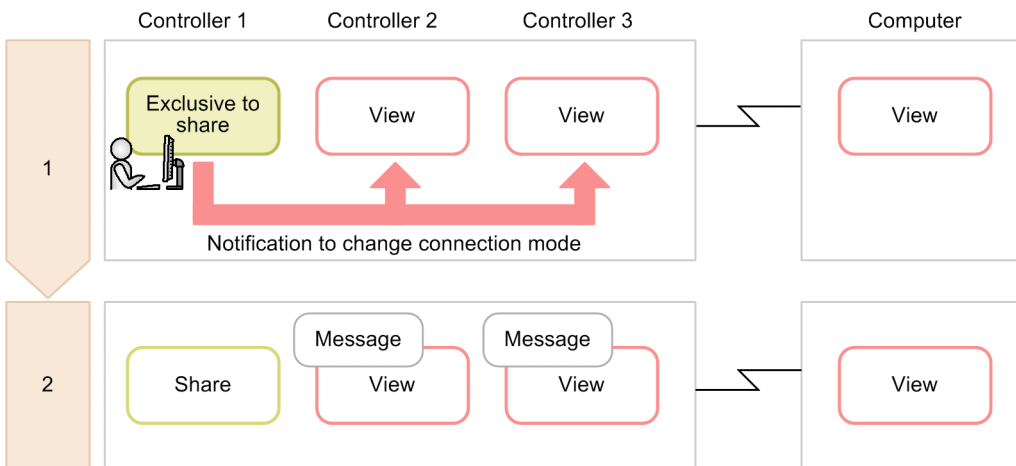 Controller 1
Controller 2
Controller 3
Computer
1
Exclusive to
share
View
View
View
Notification to change connection mode
2
Message
Message
Share
View
View
View